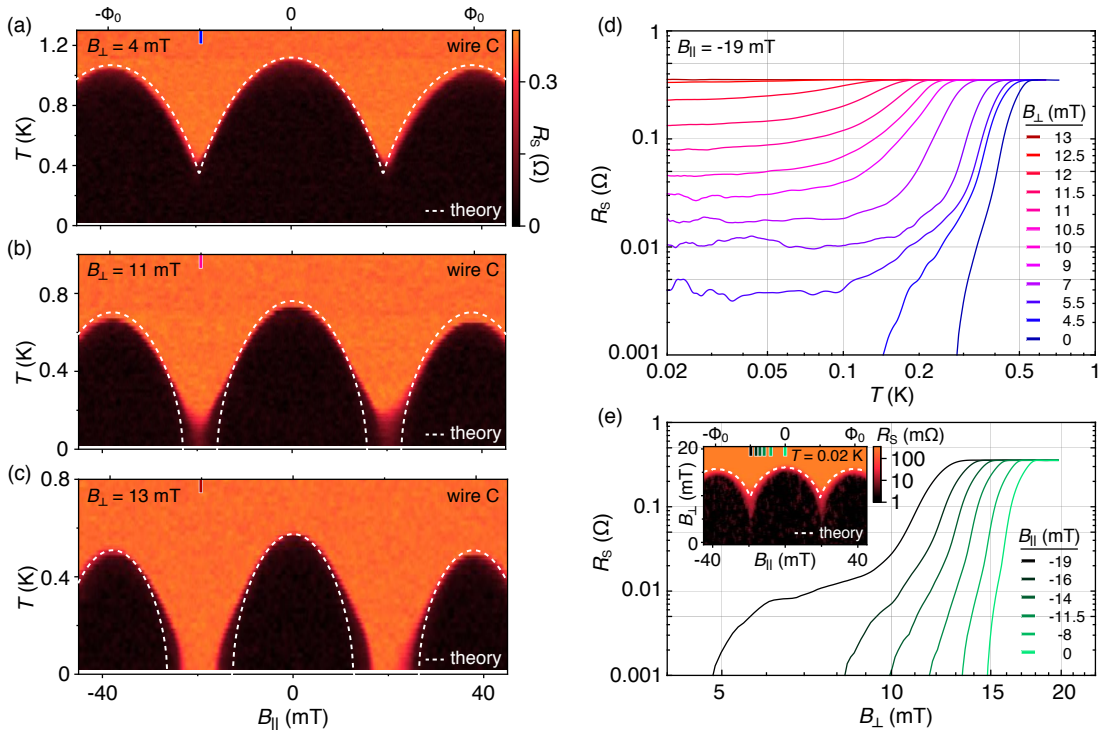 (a)
-Φ0 0 Φ0
B⊥ = 4 mT wire C
1.2
0.8
0.4
0
T (K)
theory
0.3
0
RS (Ω)
(b)
B⊥ = 11 mT wire C
0.8
0.4
0
T (K)
theory
(c)
B⊥ = 13 mT wire C
0.8
0.4
0
T (K)
theory
-40 0 40
B|| (mT)
(d)
B|| = -19 mT
1
0.1
0.01
0.001
RS (Ω)
B⊥ (mT)
13
12.5
12
11.5
11
10.5
10
9
7
5.5
4.5
0
0.02 0.05 0.1 0.2 0.5 1
T (K)
(e)
1
0.1
0.01
0.001
RS (Ω)
-Φ0 0 Φ0
20
0
B⊥ (mT)
T = 0.02 K
theory
-40 0 40
B|| (mT)
RS (mΩ)
100
10
1
B|| (mT)
-19
-16
-14
-11.5
-8
0
5 10 15 20
B⊥ (mT)